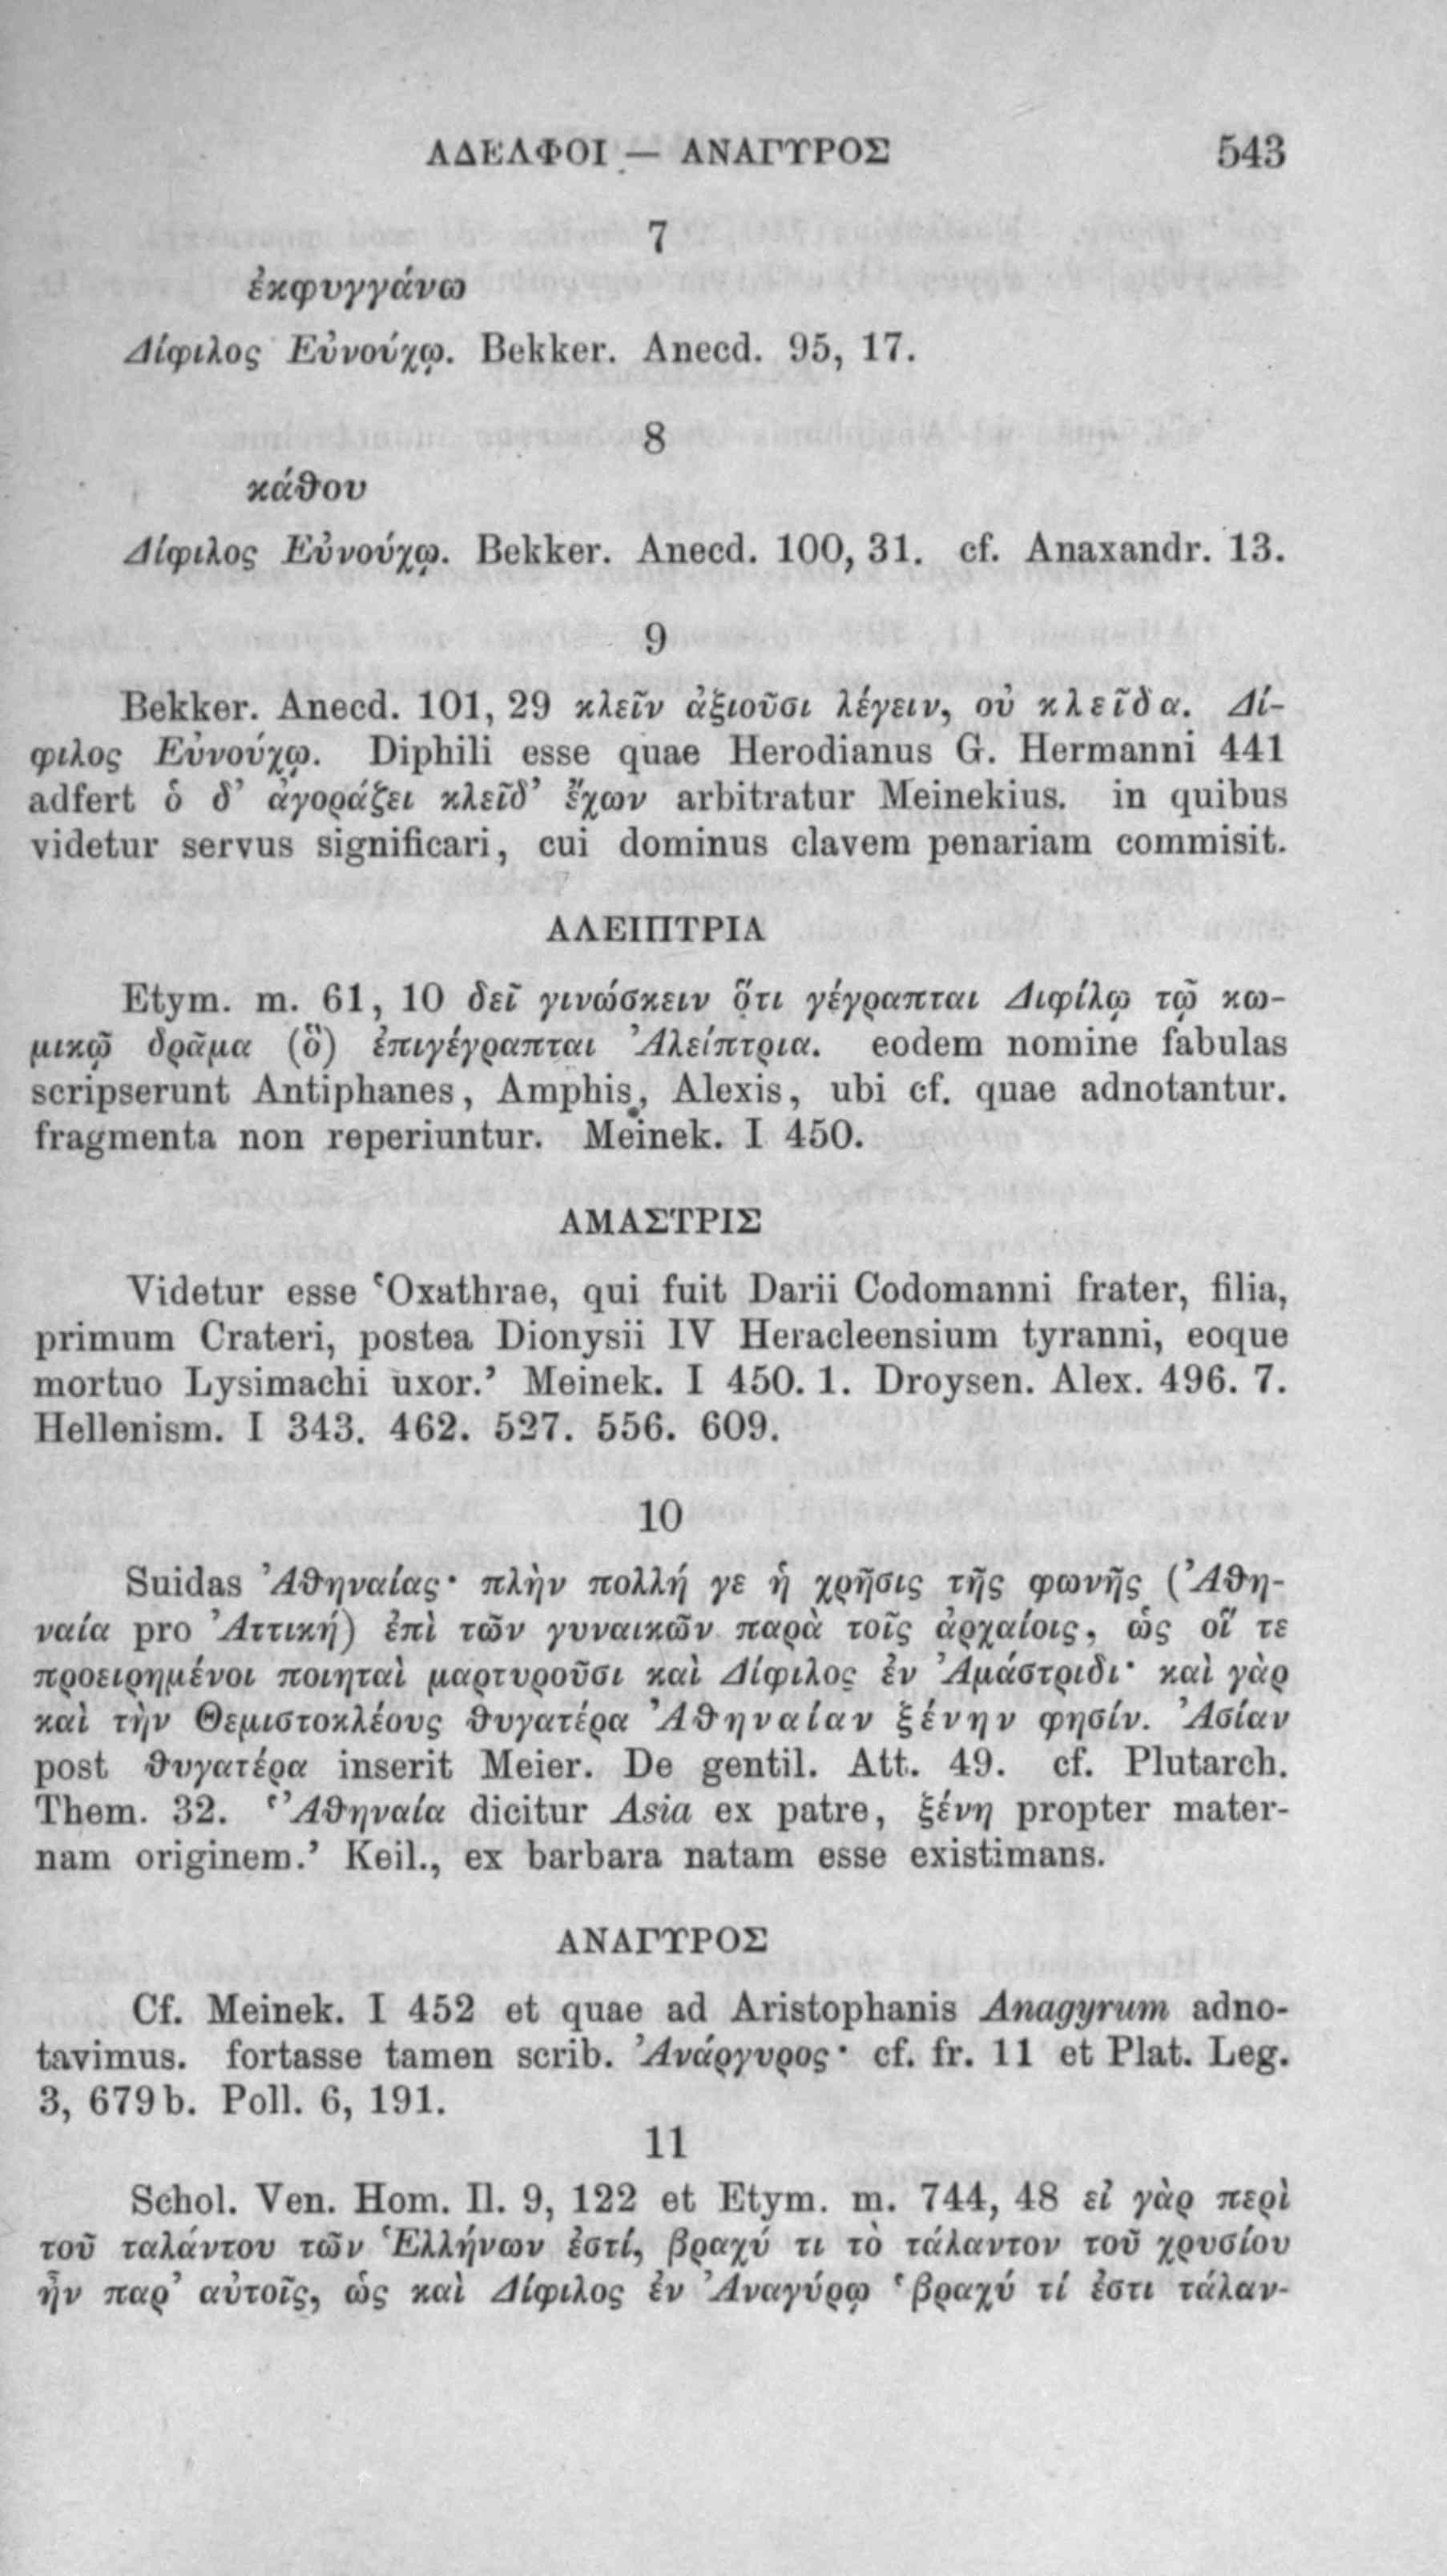 ΑΔΕΛΦΟΙ — ΑΝΑΓΥΡΟΣ 543
7
ἐκφυγγάνω
Δίφιλος Εὐνούχῳ. Bekker. Anecd. 95, 17.
8
κάθου
Δίφιλος Εὐνούχῳ. Bekker. Anecd. 100, 31. cf. Anaxandr. 13.
9
Bekker. Anecd. 101, 29 κλεῖν ἀξιοῦσι λέγειν, οὐ κλεῖδα. Δί-
φιλος Εὐνούχῳ. Diphili esse quae Herodianus G. Hermanni 441
adfert ὁ δ’ ἀγοράζει κλεῖδ’ ἔχων arbitratur Meinekius. in quibus
videtur servus significari, cui dominus clavem penariam commisit.
ΑΛΕΙΠΤΡΙΑ
Etym. m. 61, 10 δεῖ γινώσκειν ὅτι γέγραπται Διφίλῳ τῷ κω-
μικῷ δρᾶμα (ὃ) ἐπιγέγραπται Ἀλείπτρια. eodem nomine fabulas
scripserunt Antiphanes, Amphis, Alexis, ubi cf. quae adnotantur.
fragmenta non reperiuntur. Meinek. I 450.
ΑΜΑΣΤΡΙΣ
Videtur esse ‘Oxathrae, qui fuit Darii Codomanni frater, filia,
primum Crateri, postea Dionysii IV Heracleensium tyranni, eoque
mortuo Lysimachi uxor.’ Meinek. I 450. 1. Droysen. Alex. 496. 7.
Hellenism. I 343. 462. 527. 556. 609.
10
Suidas Ἀθηναίας· πλὴν πολλή γε ἡ χρῆσις τῆς φωνῆς (Ἀθη-
ναία pro Ἀττική) ἐπὶ τῶν γυναικῶν παρὰ τοῖς ἀρχαίοις, ὡς οἵ τε
προειρημένοι ποιηταὶ μαρτυροῦσι καὶ Δίφιλος ἐν Ἀμάστριδι· καὶ γὰρ
καὶ τὴν Θεμιστοκλέους θυγατέρα Ἀθηναίαν ξένην φησίν. Ἀσίαν
post θυγατέρα inserit Meier. De gentil. Att. 49. cf. Plutarch.
Them. 32. ‘Ἀθηναία dicitur Asia ex patre, ξένη propter mater-
nam originem.’ Keil., ex barbara natam esse existimans.
ΑΝΑΓΥΡΟΣ
Cf. Meinek. I 452 et quae ad Aristophanis Anagyrum adno-
tavimus. fortasse tamen scrib. Ἀνάργυρος· cf. fr. 11 et Plat. Leg.
3, 679 b. Poll. 6, 191.
11
Schol. Ven. Hom. Il. 9, 122 et Etym. m. 744, 48 εἰ γὰρ περὶ
τοῦ ταλάντου τῶν Ἑλλήνων ἐστί, βραχύ τι τὸ τάλαντον τοῦ χρυσίου
ἦν παρ’ αὐτοῖς, ὡς καὶ Δίφιλος ἐν Ἀναγύρῳ ‘βραχύ τί ἐστι τάλαν-